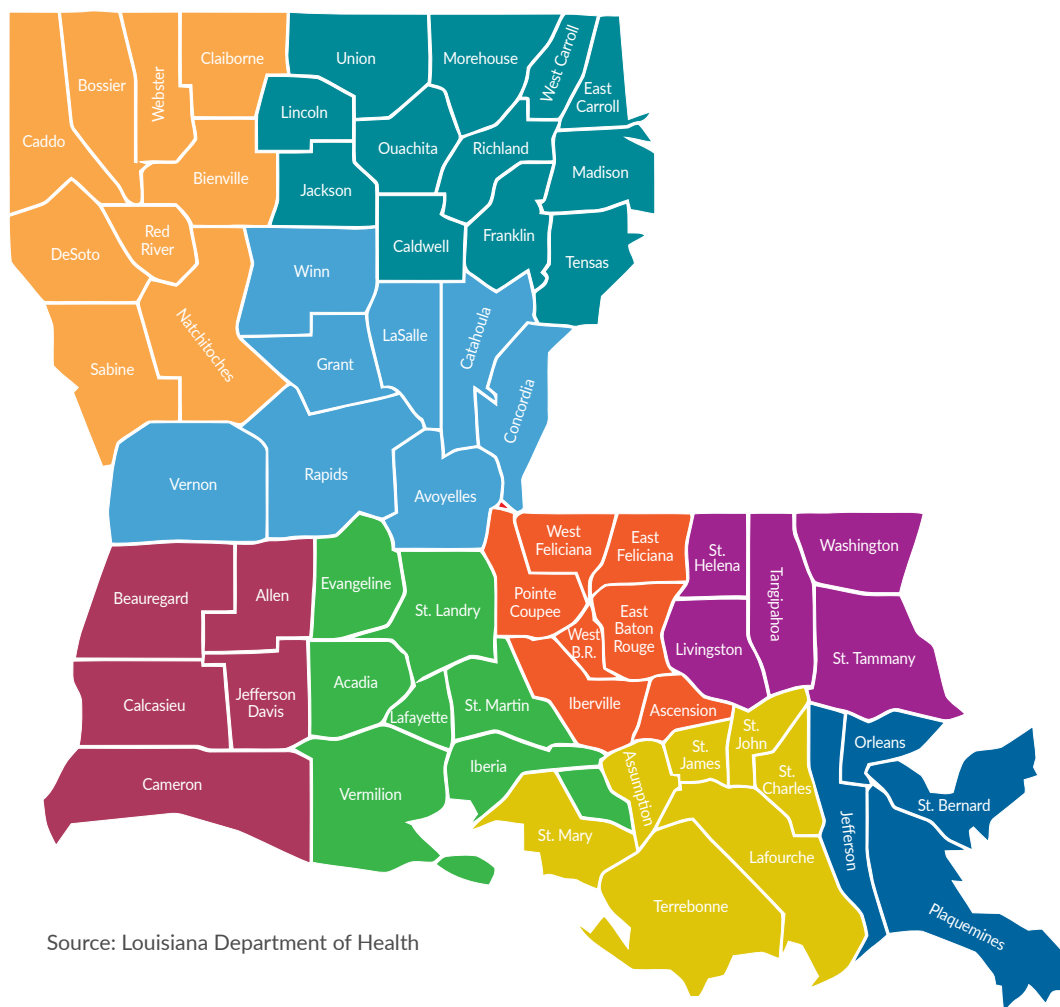 Claiborne
Union
Morehouse
West Carroll
East
Carroll
Bossier
Webster
Lincoln
Caddo
Ouachita
Richland
Madison
Bienville
Jackson
Red
River
DeSoto
Caldwell
Franklin
Tensas
Winn
Natchitoches
LaSalle
Catahoula
Sabine
Grant
Concordia
Vernon
Rapids
Avoyelles
West
Feliciana
East
Feliciana
St.
Helena
Tangipahoa
Washington
Beauregard
Allen
Evangeline
St. Landry
Pointe
Coupee
West
B.R.
East
Baton
Rouge
Livingston
St. Tammany
Calcasieu
Jefferson
Davis
Acadia
Lafayette
St. Martin
Iberville
Ascension
Cameron
Vermilion
Iberia
Assumption
St.
James
St.
John
St.
Charles
Orleans
St. Bernard
St. Mary
Lafourche
Jefferson
Terrebonne
Plaquemines
Source: Louisiana Department of Health